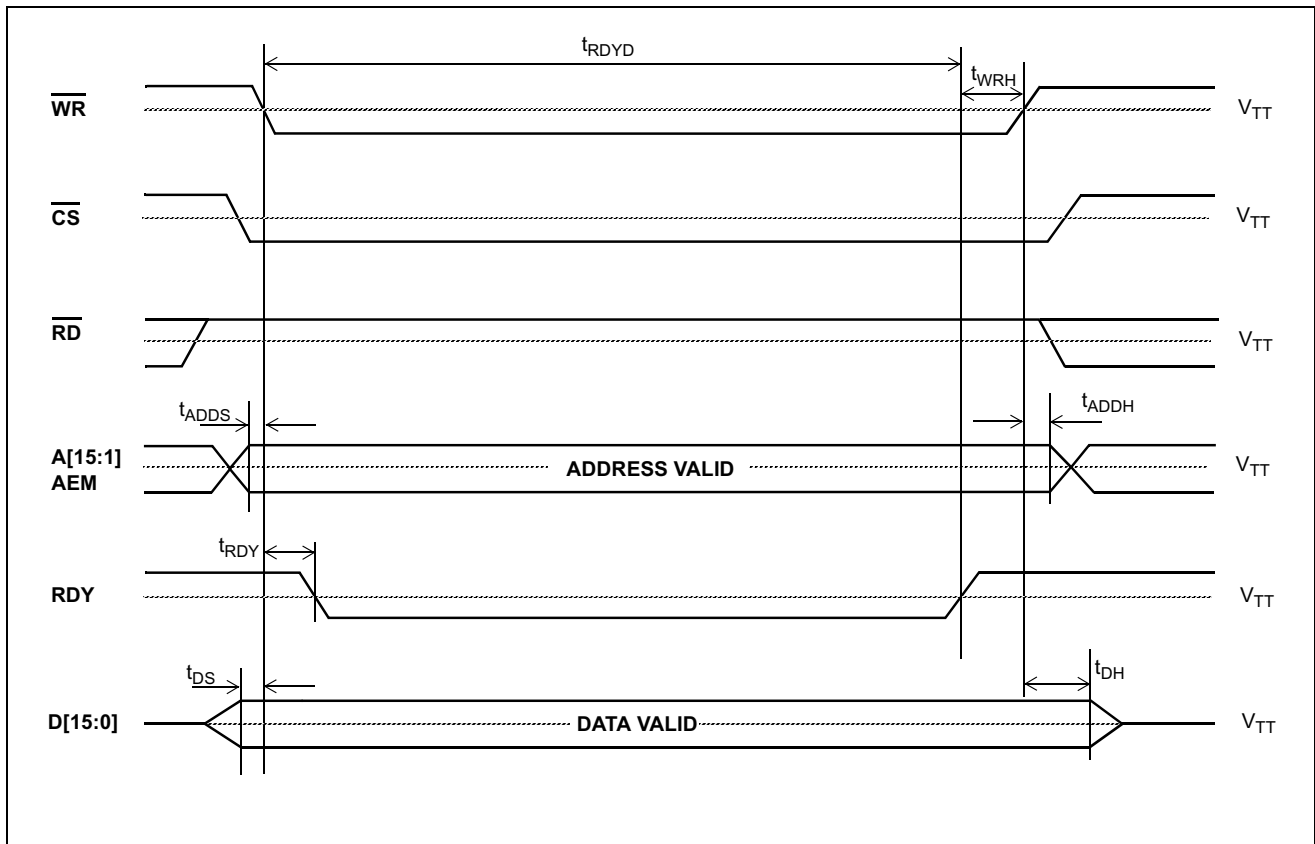 tRDYD
tWRH
WR VTT
CS VTT
RD VTT
tADDS tADDH
A[15:1] ADDRESS VALID VTT
AEM
tRDY
RDY VTT
tDS tDH
D[15:0] DATA VALID VTT